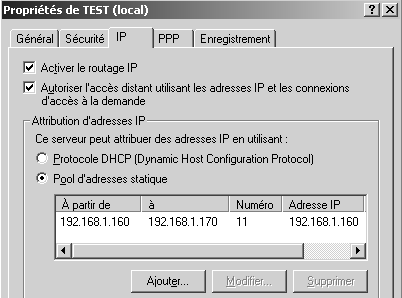 Propriétés de TEST (local)
Général Sécurité IP PPP Enregistrement
Activer le routage IP
Autoriser l'accès distant utilisant les adresses IP et les connexions
d'accès à la demande
Attribution d'adresses IP
Ce serveur peut attribuer des adresses IP en utilisant :
Protocole DHCP (Dynamic Host Configuration Protocol)
Pool d'adresses statique
À partir de à Numéro Adresse IP
192.168.1.160 192.168.1.170 11 192.168.1.160
Ajouter... Modifier... Supprimer